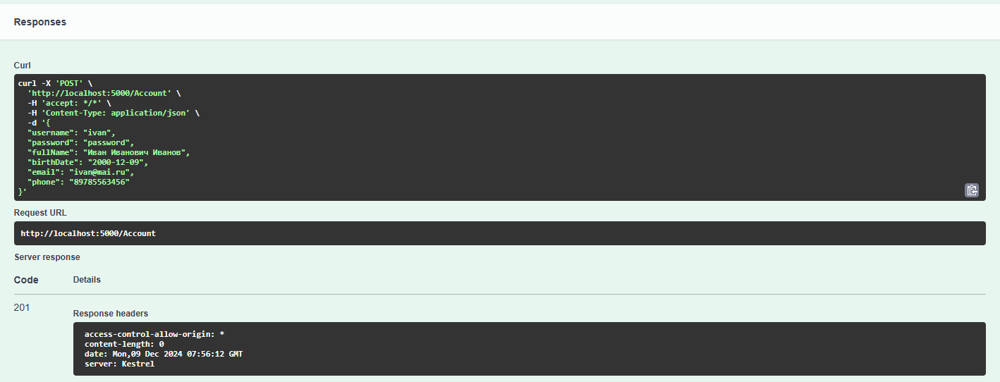 Responses
Curl
curl -X 'POST' \
  'http://localhost:5000/Account' \
  -H 'accept: */*' \
  -H 'Content-Type: application/json' \
  -d '{
  "username": "ivan",
  "password": "password",
  "fullName": "Иван Иванович Иванов",
  "birthDate": "2000-12-09",
  "email": "ivan@mai.ru",
  "phone": "89785563456"
}'
Request URL
http://localhost:5000/Account
Server response
Code Details
201
Response headers
access-control-allow-origin: *
content-length: 0
date: Mon,09 Dec 2024 07:56:12 GMT
server: Kestrel